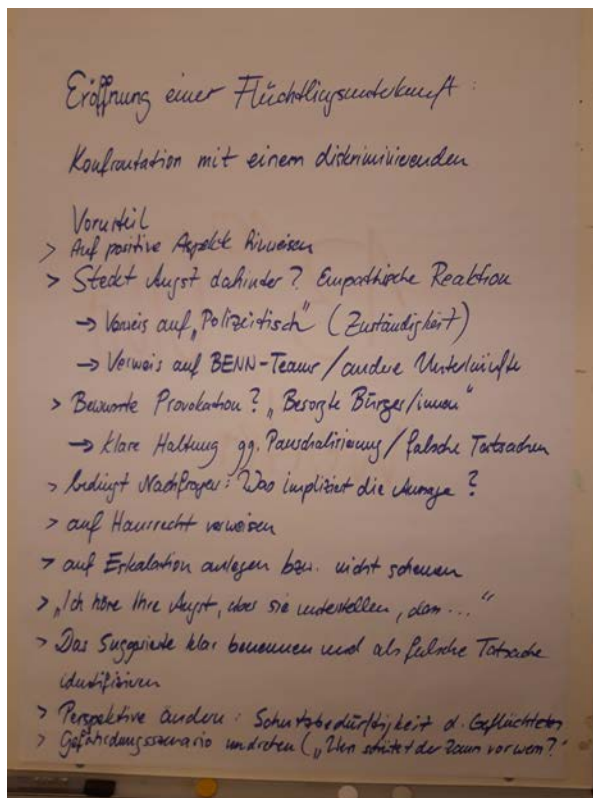 Eröffnung einer Flüchtlingsunterkunft:
Konfrontation mit einem diskriminierenden
Vorurteil
> Auf positive Aspekte hinweisen
> Steckt Angst dahinter? Empathische Reaktion
→ Verweis auf „Polizeitisch" (Zuständigkeit)
→ Verweis auf BENN-Teams/andere Unterkünfte
> Bewusste Provokation? „Besorgte Bürger/innen"
→ klare Haltung gg. Pauschalisierung/falsche Tatsachen
> bedingt Nachfragen: Was impliziert die Aussage?
> auf Hausrecht verweisen
> auf Eskalation anlegen bzw. nicht scheuen
> „Ich höre Ihre Angst, aber sie unterstellen, dass..."
> Das Suggerierte klar benennen und als falsche Tatsache
identifizieren
> Perspektive ändern: Schutzbedürftigkeit d. Geflüchteten
> Gefährdungsszenario umdrehen („Wen schützt der Zaun vor wem?"